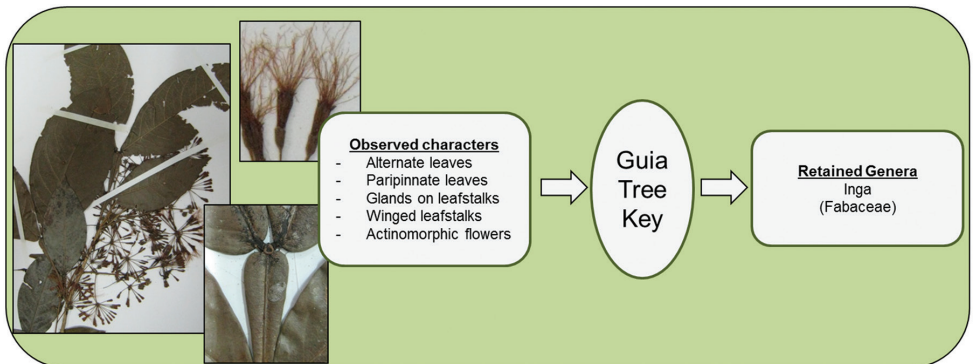 Observed characters
- Alternate leaves
- Paripinnate leaves
- Glands on leafstalks
- Winged leafstalks
- Actinomorphic flowers
Guia
Tree
Key
Retained Genera
Inga
(Fabaceae)